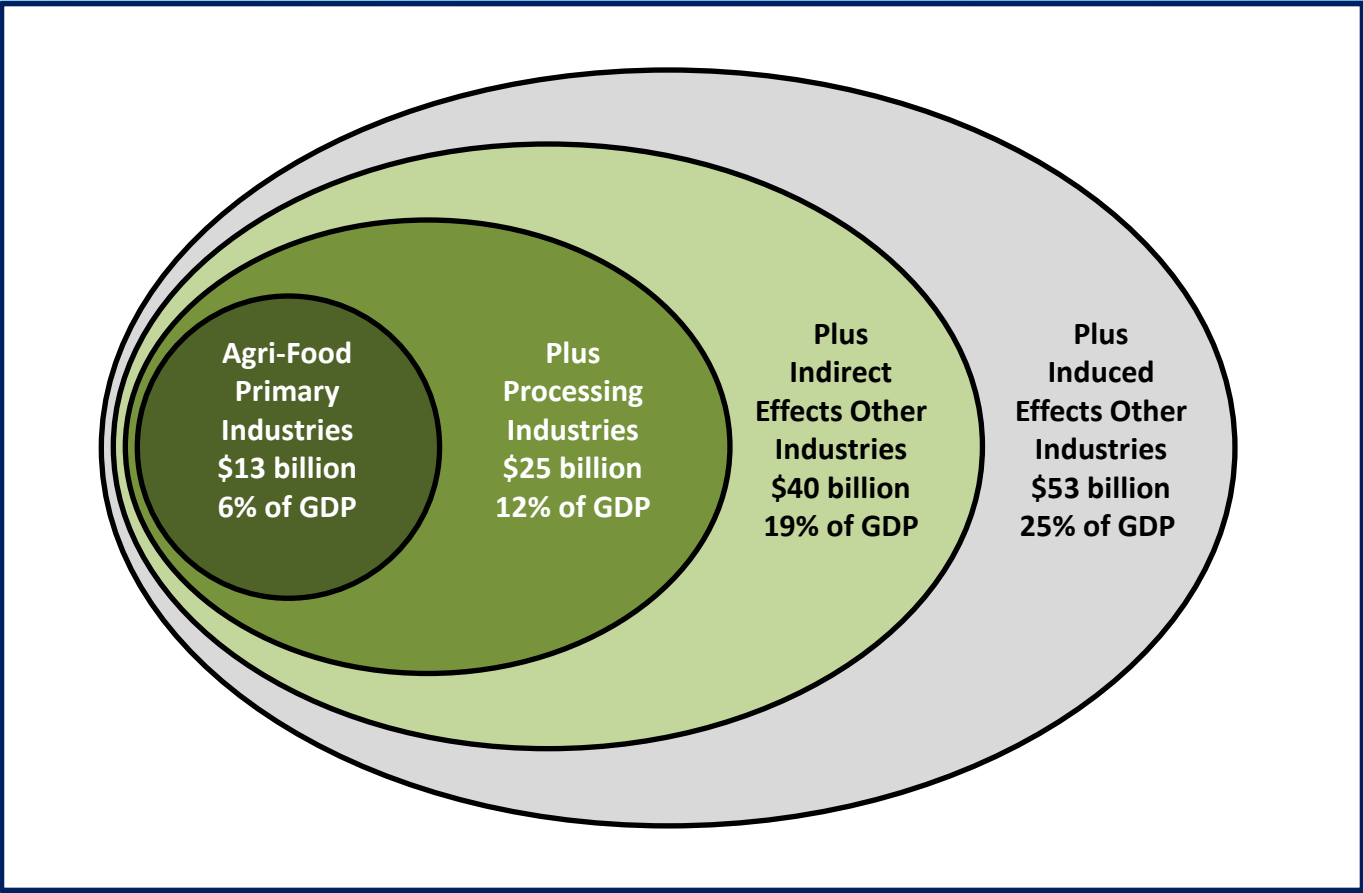 Agri-Food
Primary
Industries
$13 billion
6% of GDP
Plus
Processing
Industries
$25 billion
12% of GDP
Plus
Indirect
Effects Other
Industries
$40 billion
19% of GDP
Plus
Induced
Effects Other
Industries
$53 billion
25% of GDP